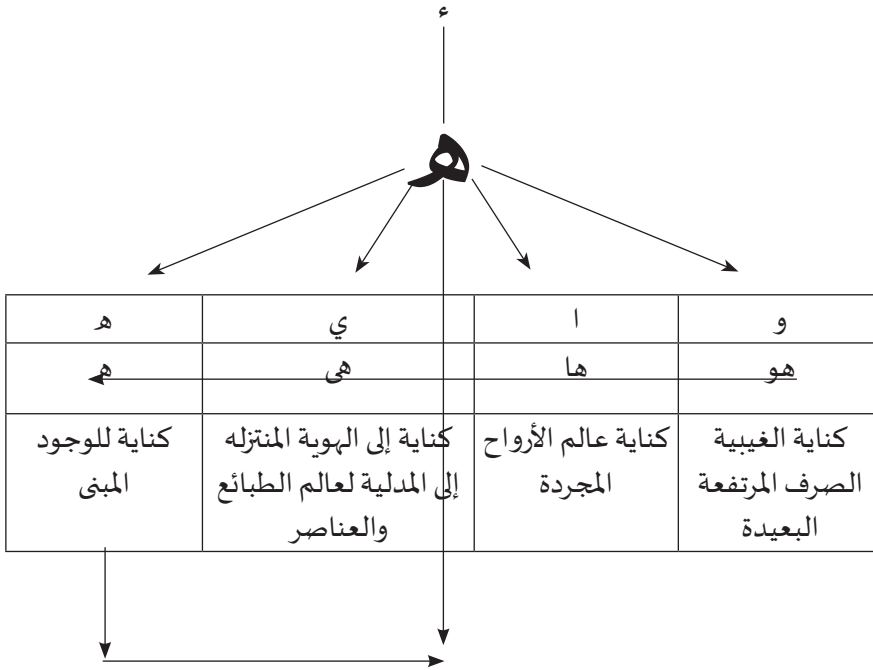 ء
ه
و ا ي ه
هو ها هى ه
كناية الغيبية كناية عالم الأرواح كناية إلى الهوية المنتزله كناية للوجود
الصرف المرتفعة المجردة إلى المدلية لعالم الطبائع المبنى
البعيدة والعناصر